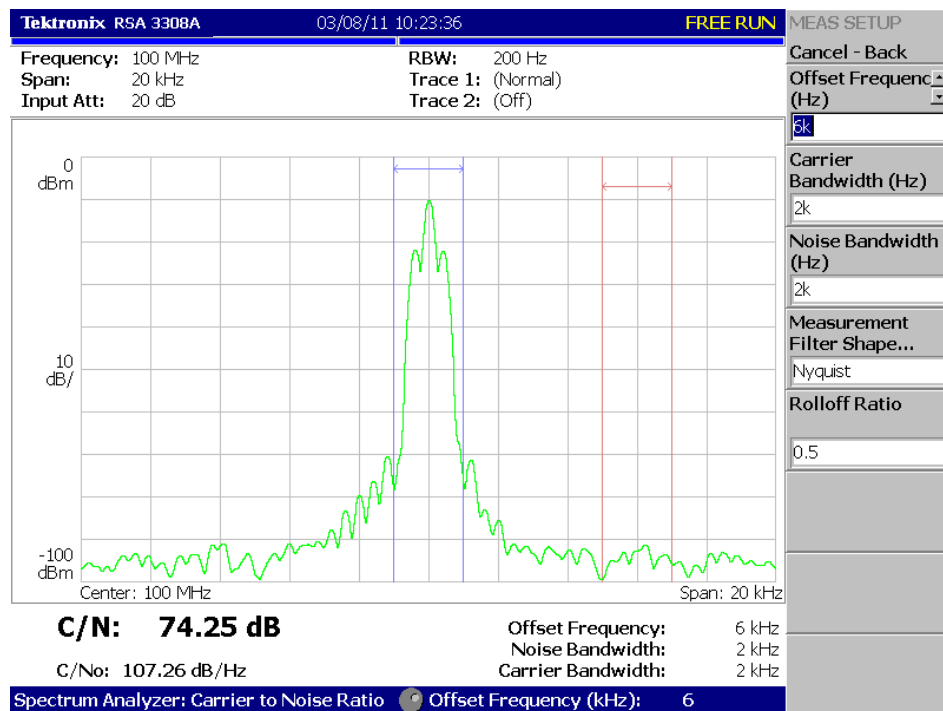 Tektronix RSA 3308A 03/08/11 10:23:36 FREE RUN
Frequency: 100 MHz RBW: 200 Hz
Span: 20 kHz Trace 1: (Normal)
Input Att: 20 dB Trace 2: (Off)
0
dBm
10
dB/
-100
dBm
Center: 100 MHz Span: 20 kHz
C/N: 74.25 dB
C/No: 107.26 dB/Hz
Offset Frequency: 6 kHz
Noise Bandwidth: 2 kHz
Carrier Bandwidth: 2 kHz
Spectrum Analyzer: Carrier to Noise Ratio Offset Frequency (kHz): 6
MEAS SETUP
Cancel - Back
Offset Frequenc
(Hz)
6k
Carrier
Bandwidth (Hz)
2k
Noise Bandwidth
(Hz)
2k
Measurement
Filter Shape...
Nyquist
Rolloff Ratio
0.5